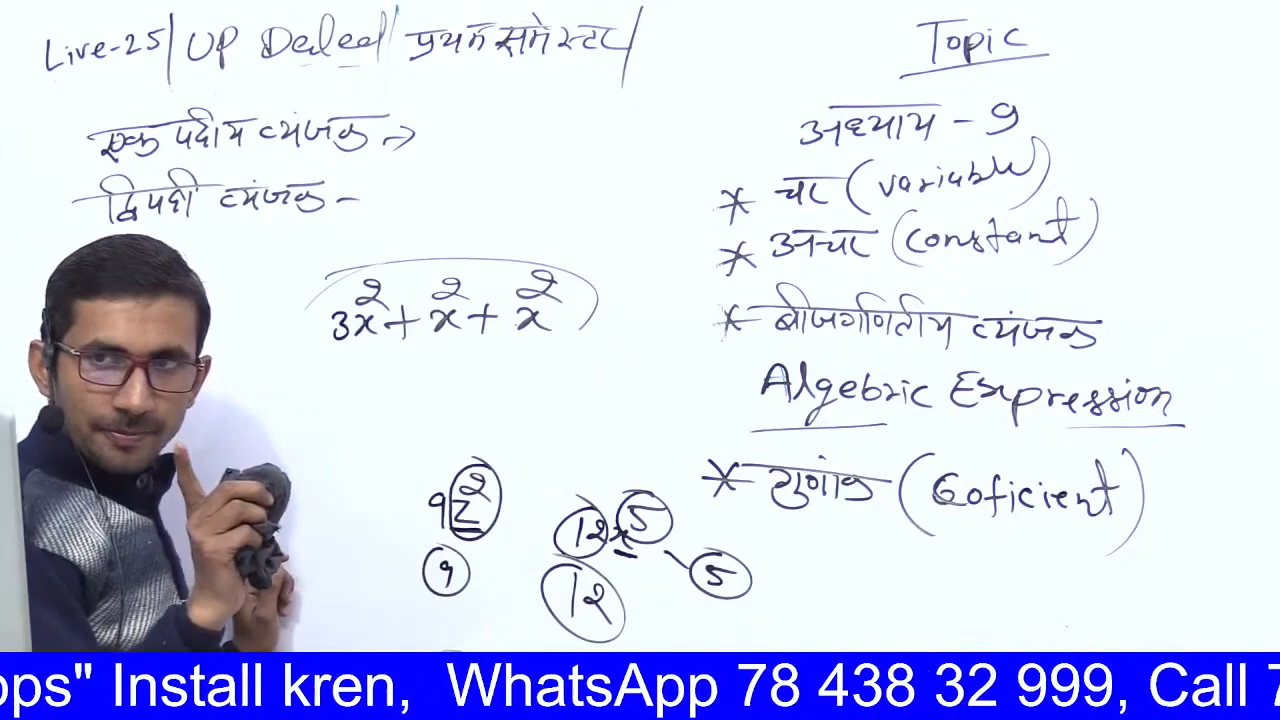 Live-25/ UP Deled/ प्रथम सेमेस्टर/
एक पदीय व्यंजक →
द्विपदी व्यंजक -
3x²+x²+x²
9z²
9
12x⁵
12
5
Topic
अध्याय - 9
* चर (variable)
* अचर (constant)
* बीजगणितीय व्यंजक
Algebric Expression
* गुणांक (Coficient)
ops" Install kren, WhatsApp 78 438 32 999, Call 7